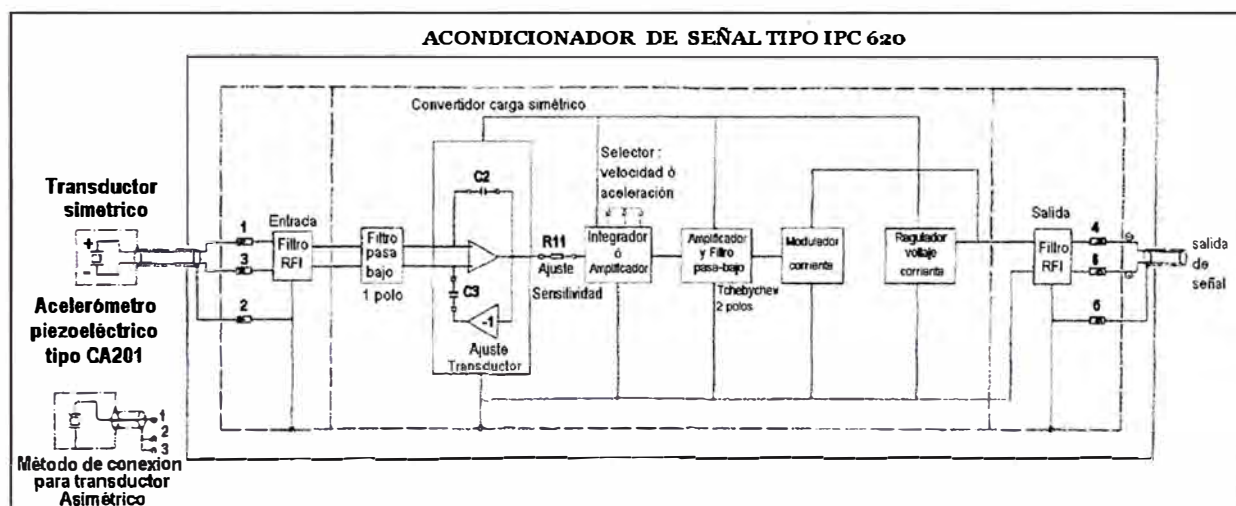 ACONDICIONADOR DE SEÑAL TIPO IPC 620
Convertidor carga simétrico
Selector :
velocidad ó
aceleración
Transductor
simetrico
+
-
Acelerómetro
piezoeléctrico
tipo CA201
1
3
2
Entrada
Filtro
RFI
Filtro
pasa
bajo
1 polo
C2
C3
-1
Ajuste
Transductor
R11
Ajuste
Sensitividad
Integrador
ó
Amplificador
Amplificador
y Filtro
pasa-bajo
Tchebychew
2 polos
Modulador
corriente
Regulador
voltaje
corriente
Salida
Filtro
RFI
4
6
salida
de
señal
1
2
3
Método de conexion
para transductor
Asimétrico